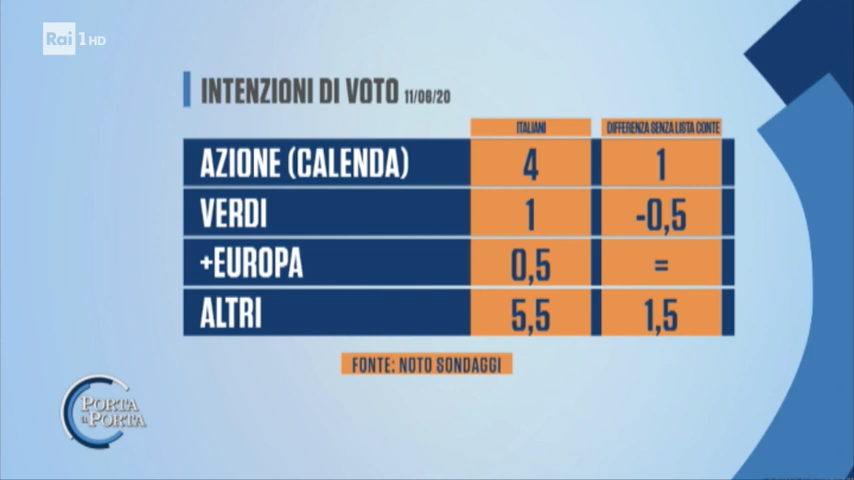 Rai 1 HD
INTENZIONI DI VOTO 11/06/20
ITALIANI DIFFERENZA SENZA LISTA CONTE
AZIONE (CALENDA) 4 1
VERDI 1 -0,5
+EUROPA 0,5 =
ALTRI 5,5 1,5
FONTE: NOTO SONDAGGI
PORTA
a PORTA